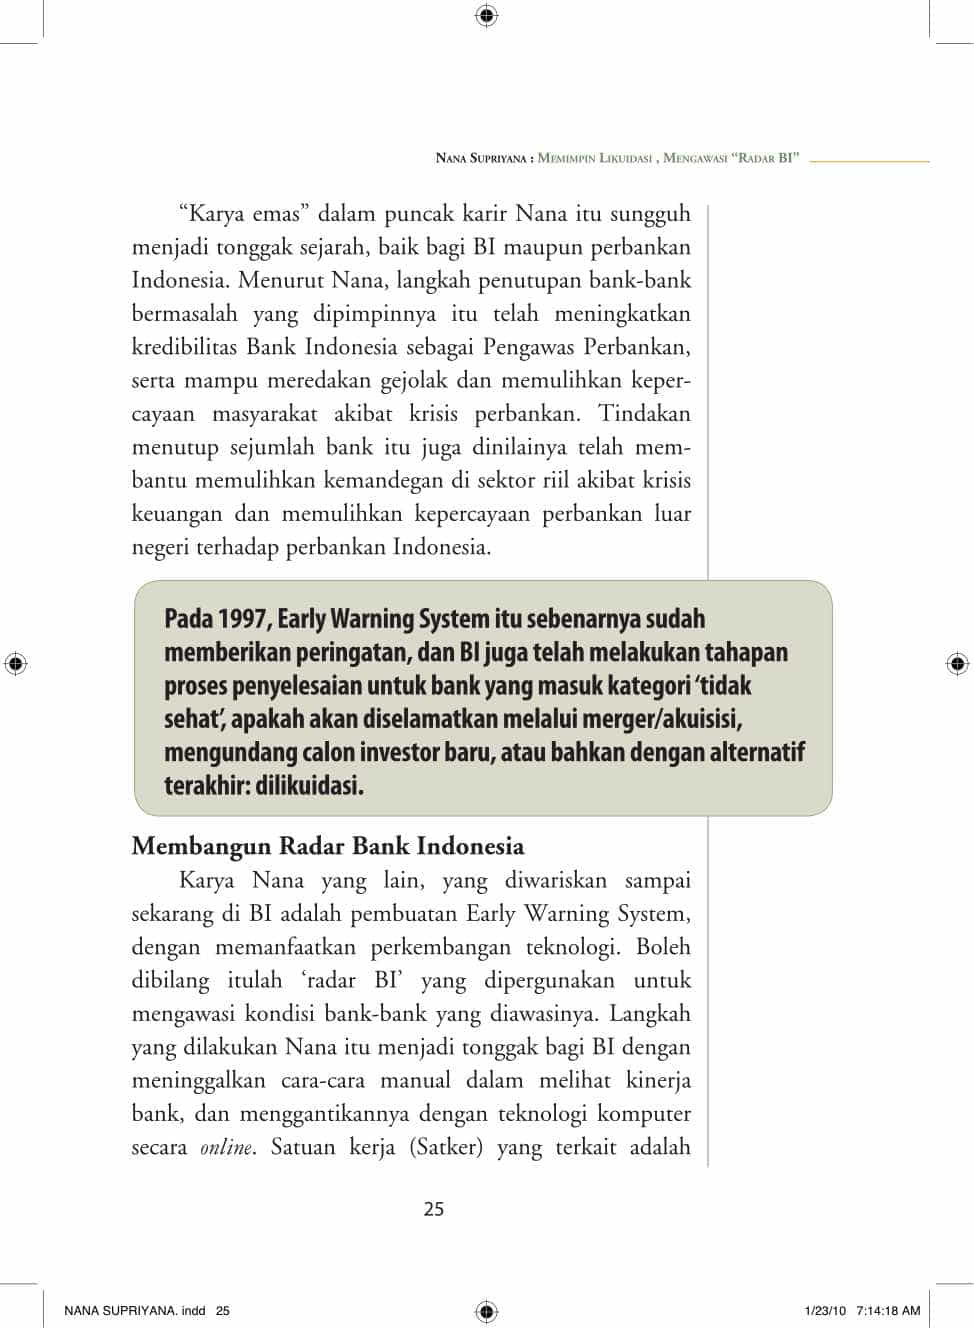 Nana Supriyana : Memimpin Likuidasi , Mengawasi “Radar BI”
“Karya emas” dalam puncak karir Nana itu sungguh
menjadi tonggak sejarah, baik bagi BI maupun perbankan
Indonesia. Menurut Nana, langkah penutupan bank-bank
bermasalah yang dipimpinnya itu telah meningkatkan
kredibilitas Bank Indonesia sebagai Pengawas Perbankan,
serta mampu meredakan gejolak dan memulihkan keper-
cayaan masyarakat akibat krisis perbankan. Tindakan
menutup sejumlah bank itu juga dinilainya telah mem-
bantu memulihkan kemandegan di sektor riil akibat krisis
keuangan dan memulihkan kepercayaan perbankan luar
negeri terhadap perbankan Indonesia.
Pada 1997, Early Warning System itu sebenarnya sudah
memberikan peringatan, dan BI juga telah melakukan tahapan
proses penyelesaian untuk bank yang masuk kategori ‘tidak
sehat’, apakah akan diselamatkan melalui merger/akuisisi,
mengundang calon investor baru, atau bahkan dengan alternatif
terakhir: dilikuidasi.
Membangun Radar Bank Indonesia
Karya Nana yang lain, yang diwariskan sampai
sekarang di BI adalah pembuatan Early Warning System,
dengan memanfaatkan perkembangan teknologi. Boleh
dibilang itulah ‘radar BI’ yang dipergunakan untuk
mengawasi kondisi bank-bank yang diawasinya. Langkah
yang dilakukan Nana itu menjadi tonggak bagi BI dengan
meninggalkan cara-cara manual dalam melihat kinerja
bank, dan menggantikannya dengan teknologi komputer
secara online. Satuan kerja (Satker) yang terkait adalah
25
NANA SUPRIYANA. indd 25
1/23/10 7:14:18 AM